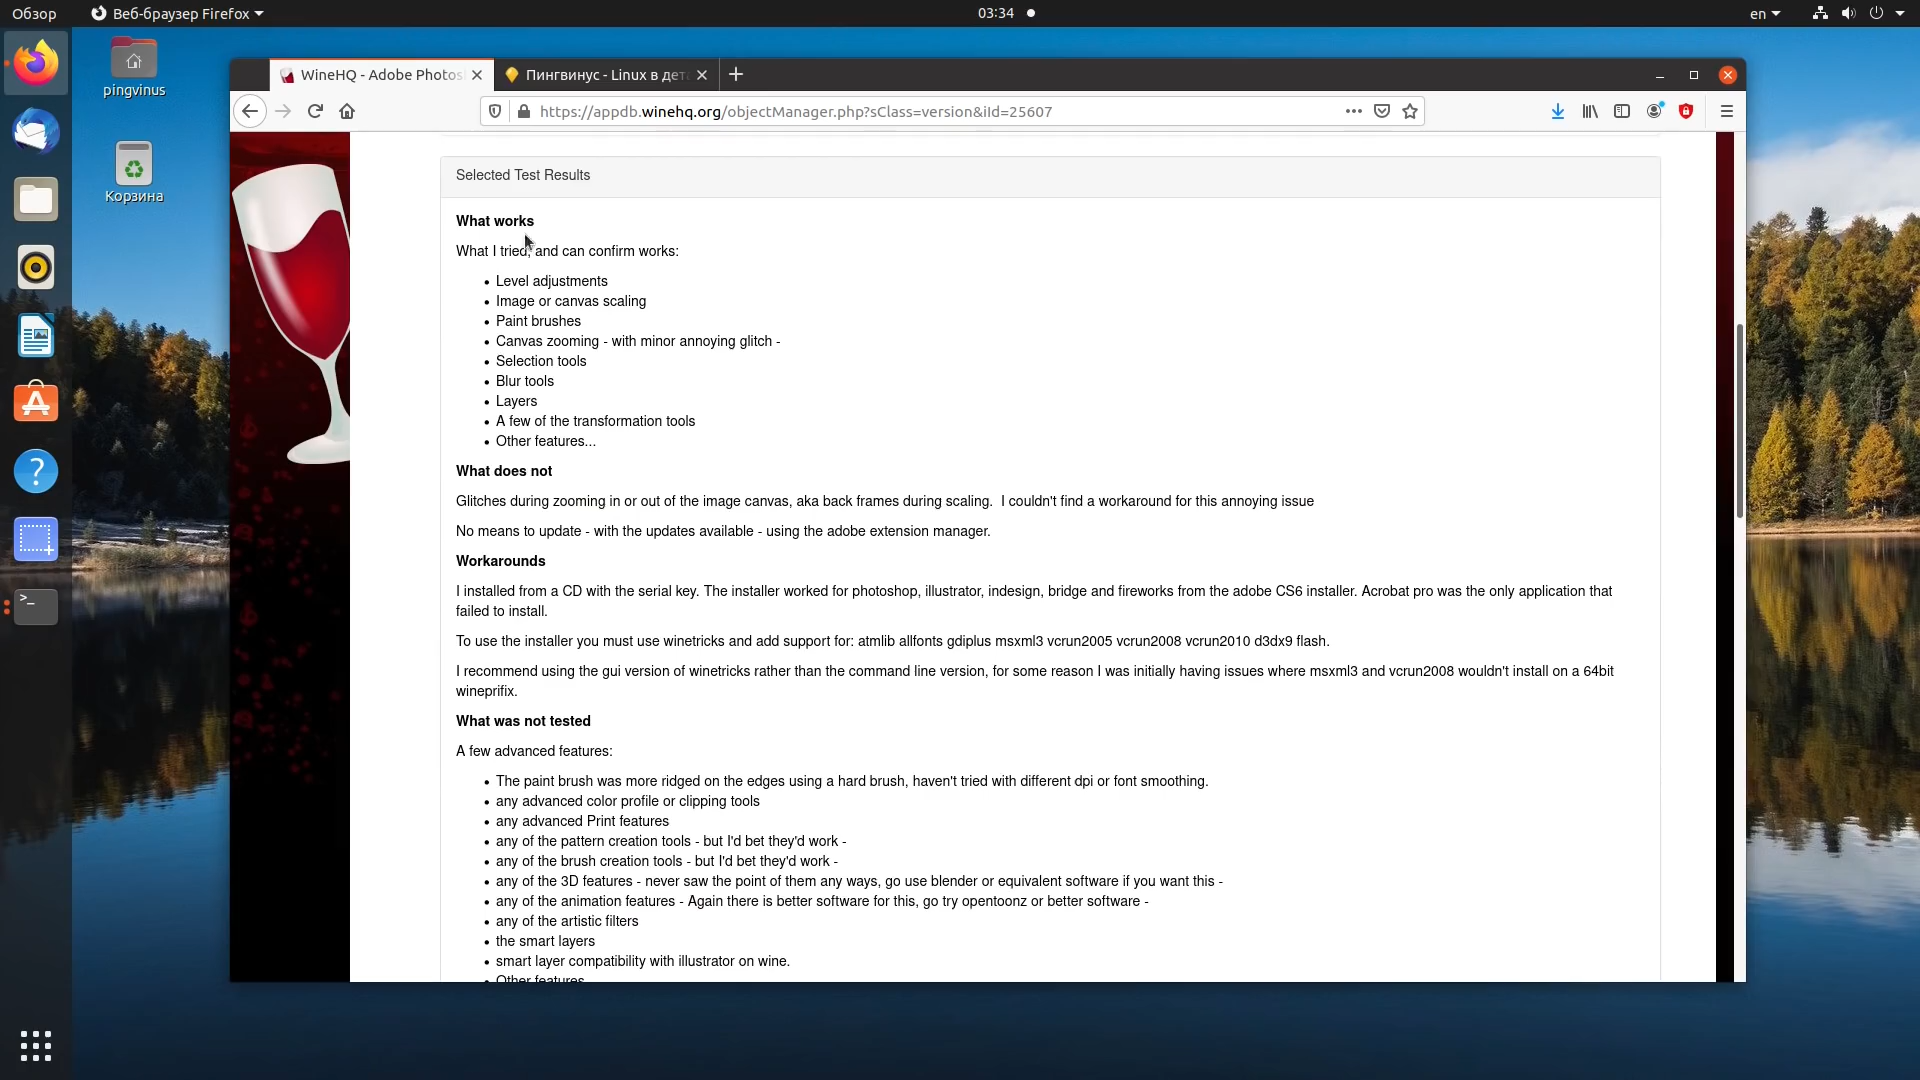 Обзор
Веб-браузер Firefox
03:34
en
pingvinus
Корзина
WineHQ - Adobe Photos
Пингвинус - Linux в дет
https://appdb.winehq.org/objectManager.php?sClass=version&iId=25607
Selected Test Results
What works
What I tried, and can confirm works:
Level adjustments
Image or canvas scaling
Paint brushes
Canvas zooming - with minor annoying glitch -
Selection tools
Blur tools
Layers
A few of the transformation tools
Other features...
What does not
Glitches during zooming in or out of the image canvas, aka back frames during scaling.  I couldn't find a workaround for this annoying issue
No means to update - with the updates available - using the adobe extension manager.
Workarounds
I installed from a CD with the serial key. The installer worked for photoshop, illustrator, indesign, bridge and fireworks from the adobe CS6 installer. Acrobat pro was the only application that
failed to install.
To use the installer you must use winetricks and add support for: atmlib allfonts gdiplus msxml3 vcrun2005 vcrun2008 vcrun2010 d3dx9 flash.
I recommend using the gui version of winetricks rather than the command line version, for some reason I was initially having issues where msxml3 and vcrun2008 wouldn't install on a 64bit
wineprifix.
What was not tested
A few advanced features:
The paint brush was more ridged on the edges using a hard brush, haven't tried with different dpi or font smoothing.
any advanced color profile or clipping tools
any advanced Print features
any of the pattern creation tools - but I'd bet they'd work -
any of the brush creation tools - but I'd bet they'd work -
any of the 3D features - never saw the point of them any ways, go use blender or equivalent software if you want this -
any of the animation features - Again there is better software for this, go try opentoonz or better software -
any of the artistic filters
the smart layers
smart layer compatibility with illustrator on wine.
Other features